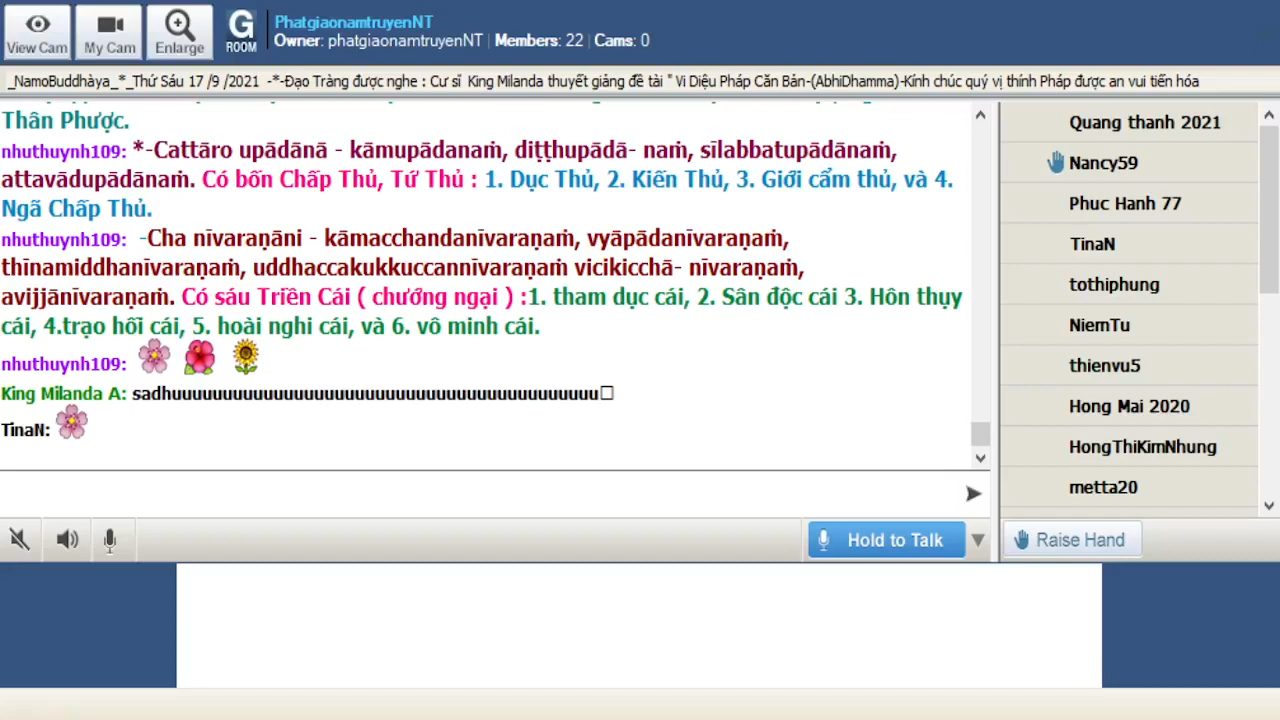 View Cam
My Cam
Enlarge
G
ROOM
PhatgiaonamtruyenNT
Owner: phatgiaonamtruyenNT | Members: 22 | Cams: 0
_NamoBuddhàya_*_Thứ Sáu 17 /9 /2021 -*-Đạo Tràng được nghe : Cư sĩ King Milanda thuyết giảng đề tài " Vi Diệu Pháp Căn Bản-(AbhiDhamma)-Kính chúc quý vị thính Pháp được an vui tiến hóa
Thân Phược.
nhuthuynh109: *-Cattāro upādānā - kāmupādanaṁ, diṭṭhupādā- naṁ, sīlabbatupādānaṁ,
attavādupādānaṁ. Có bốn Chấp Thủ, Tứ Thủ : 1. Dục Thủ, 2. Kiến Thủ, 3. Giới cẩm thủ, và 4.
Ngã Chấp Thủ.
nhuthuynh109: -Cha nīvaraṇāni - kāmacchandanīvaraṇaṁ, vyāpādanīvaraṇaṁ,
thīnamiddhanīvaraṇaṁ, uddhaccakukkuccannīvaraṇaṁ vicikicchā- nīvaraṇaṁ,
avijjānīvaraṇaṁ. Có sáu Triền Cái ( chướng ngại ) :1. tham dục cái, 2. Sân độc cái 3. Hôn thụy
cái, 4.trạo hối cái, 5. hoài nghi cái, và 6. vô minh cái.
nhuthuynh109:
King Milanda A: sadhuuuuuuuuuuuuuuuuuuuuuuuuuuuuuuuuuuuuuuuuuu
TinaN:
Quang thanh 2021
Nancy59
Phuc Hanh 77
TinaN
tothiphung
NiemTu
thienvu5
Hong Mai 2020
HongThiKimNhung
metta20
Hold to Talk
Raise Hand